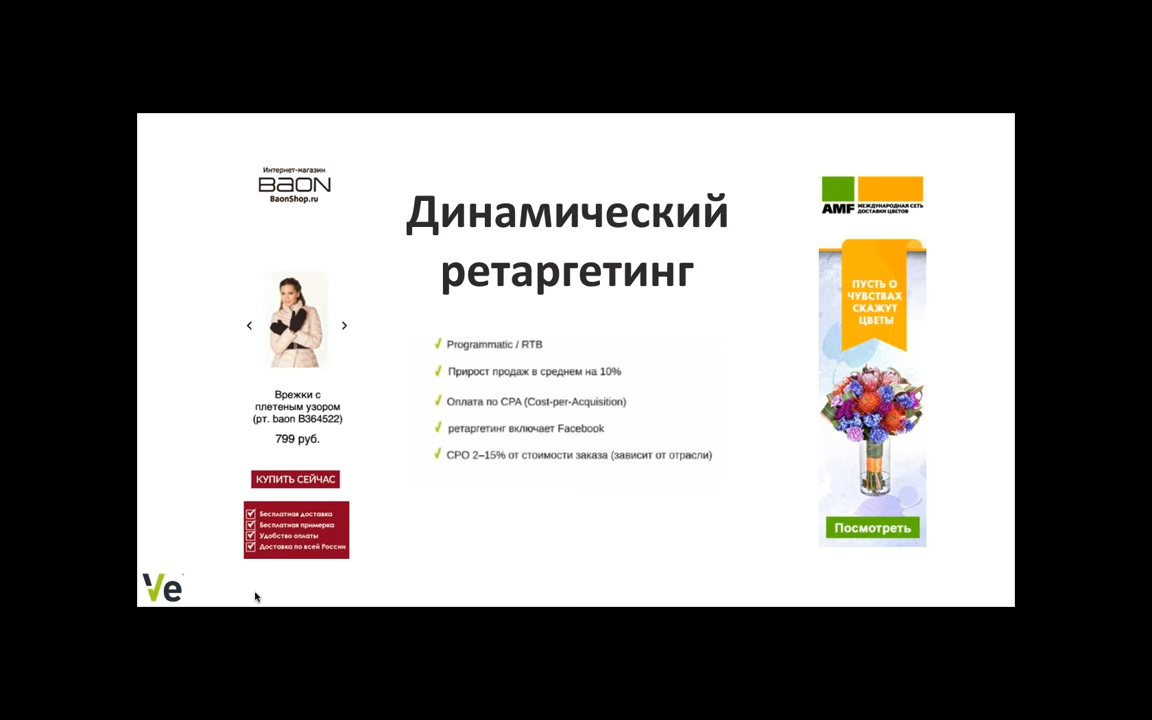 Интернет-магазин
BAON
BaonShop.ru
Врежки с
плетеным узором
(рт. baon B364522)
799 руб.
КУПИТЬ СЕЙЧАС
Бесплатная доставка
Бесплатная примерка
Удобство оплаты
Доставка по всей России
Динамический
ретаргетинг
Programmatic / RTB
Прирост продаж в среднем на 10%
Оплата по CPA (Cost-per-Acquisition)
ретаргетинг включает Facebook
CPO 2–15% от стоимости заказа (зависит от отрасли)
AMF МЕЖДУНАРОДНАЯ СЕТЬ
ДОСТАВКИ ЦВЕТОВ
ПУСТЬ О
ЧУВСТВАХ
СКАЖУТ
ЦВЕТЫ
Посмотреть
Ve